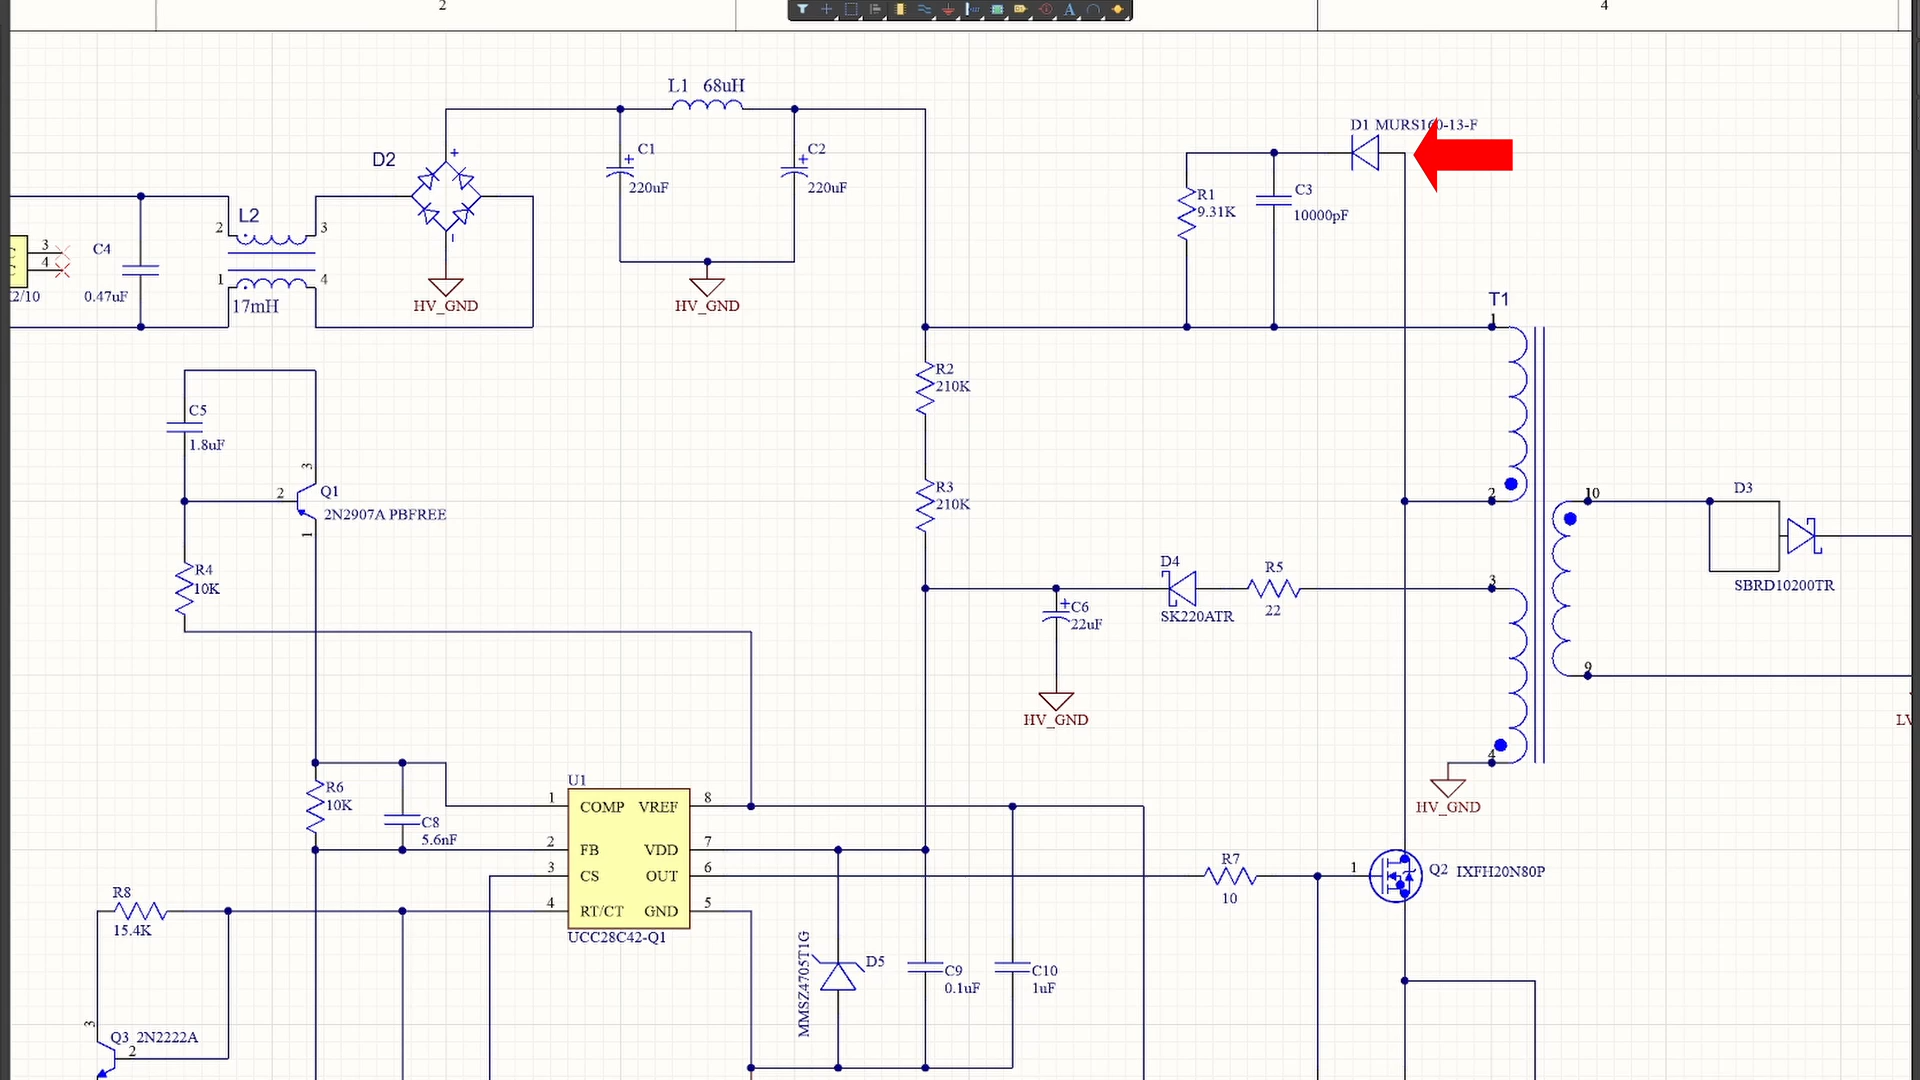 2
4
L1 68uH
D2
+
C1
220uF
+
C2
220uF
+
D1 MURS160-13-F
R1
9.31K
C3
10000pF
L2
2
3
1
4
17mH
3
4
C4
0.47uF
2/10
HV_GND
HV_GND
T1
1
R2
210K
C5
1.8uF
3
2
Q1
2N2907A PBFREE
1
R3
210K
2
10
D3
SBRD10200TR
R4
10K
D4
SK220ATR
R5
22
3
+
C6
22uF
9
HV_GND
LV
4
HV_GND
R6
10K
C8
5.6nF
U1
1
COMP
VREF
8
2
FB
VDD
7
3
CS
OUT
6
4
RT/CT
GND
5
UCC28C42-Q1
R7
10
1
Q2 IXFH20N80P
R8
15.4K
MMSZ4705T1G
D5
C9
0.1uF
C10
1uF
3
Q3 2N2222A
2